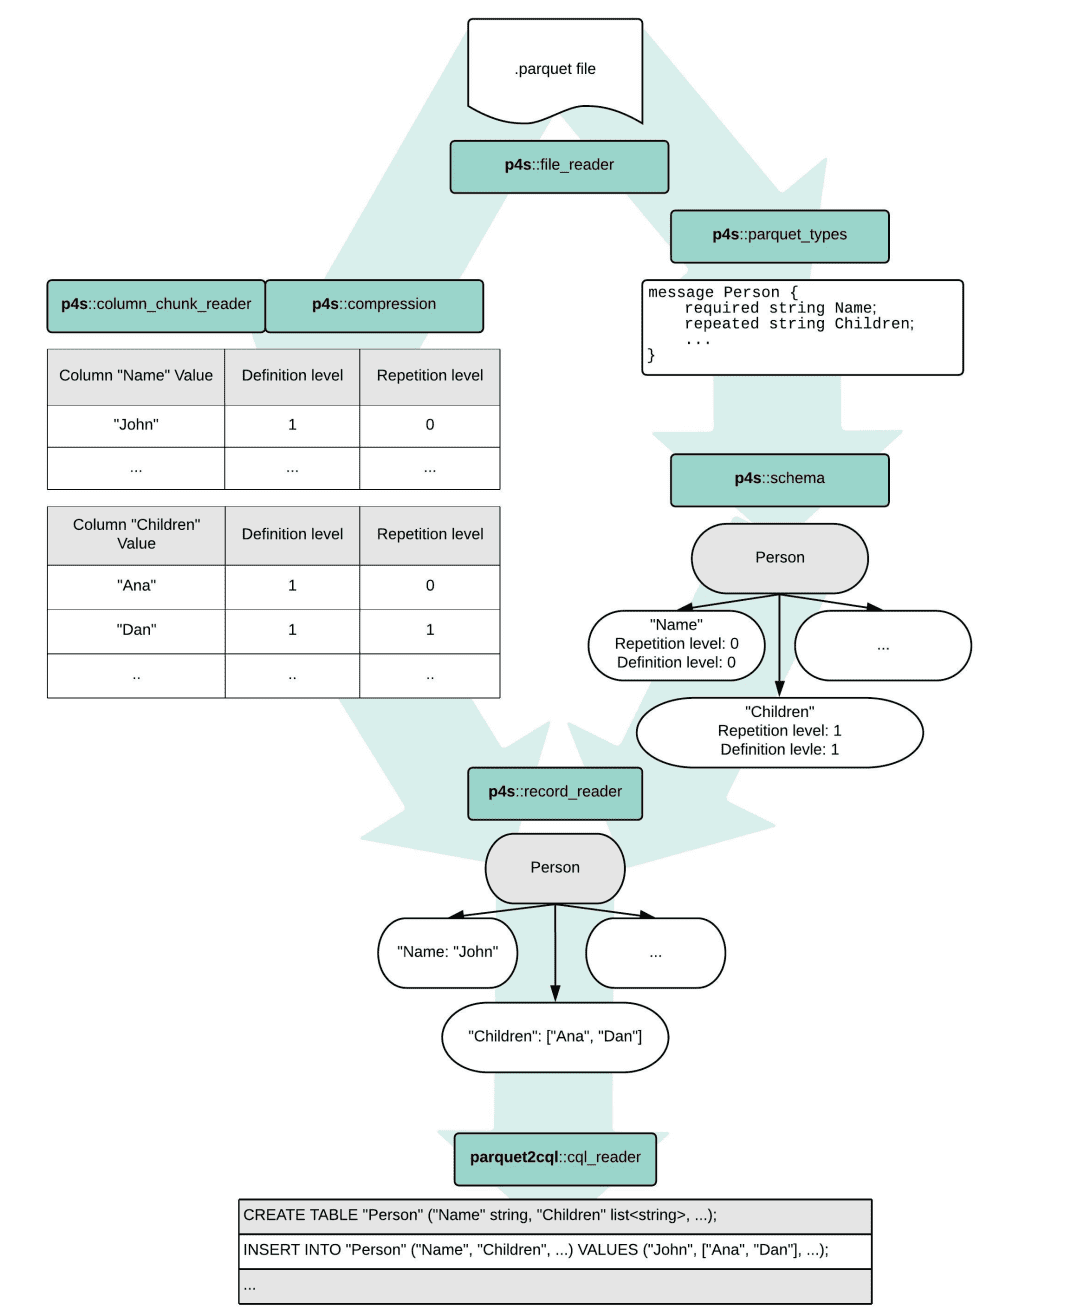 .parquet file
p4s::file_reader
p4s::parquet_types
p4s::column_chunk_reader
p4s::compression
message Person {
required string Name;
repeated string Children;
...
}
Column "Name" Value Definition level Repetition level
"John" 1 0
... ... ...
p4s::schema
Column "Children"
Value
Definition level Repetition level
"Ana" 1 0
"Dan" 1 1
.. .. ..
Person
"Name"
Repetition level: 0
Definition level: 0
...
"Children"
Repetition level: 1
Definition levle: 1
p4s::record_reader
Person
"Name: "John"
...
"Children": ["Ana", "Dan"]
parquet2cql::cql_reader
CREATE TABLE "Person" ("Name" string, "Children" list<string>, ...);
INSERT INTO "Person" ("Name", "Children", ...) VALUES ("John", ["Ana", "Dan"], ...);
...